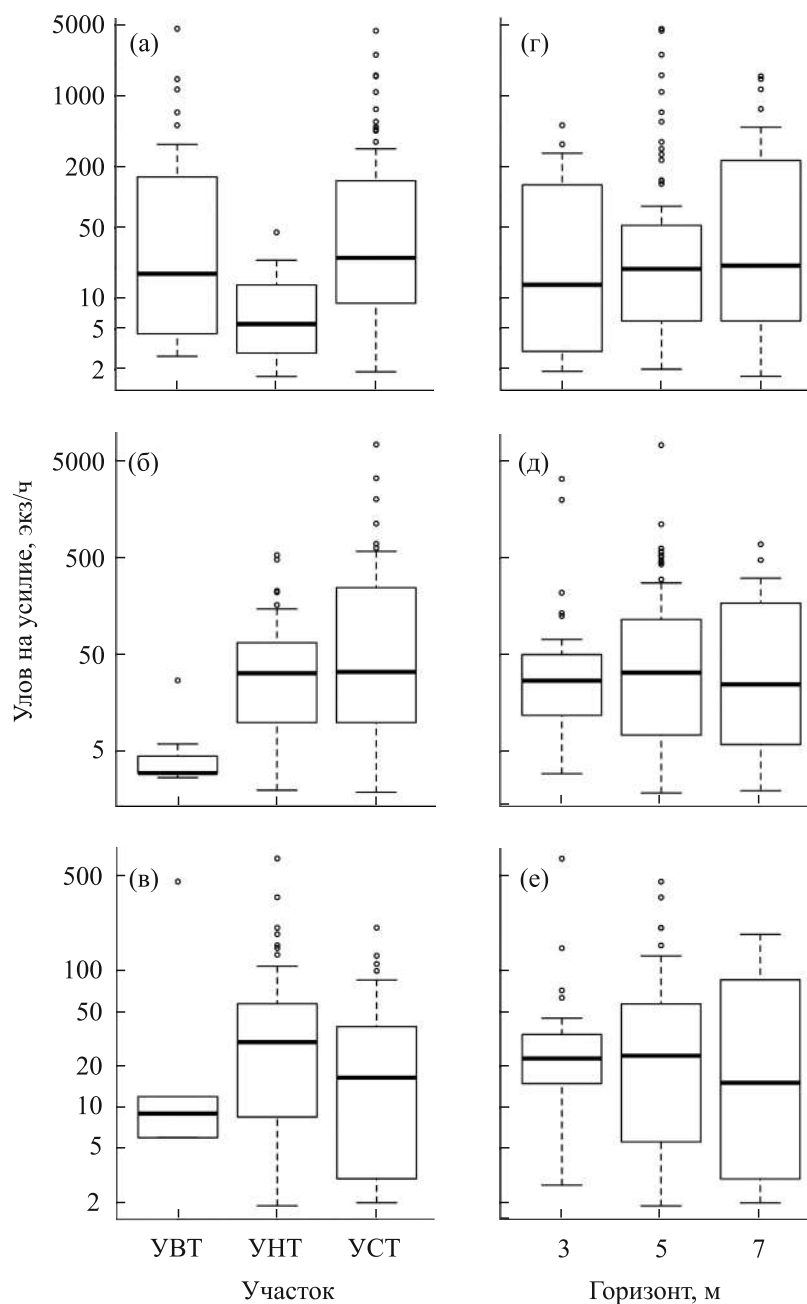 (а)
5000
1000
200
50
10
5
2
(г)
(б)
5000
500
50
5
(д)
Улов на усилие, экз/ч
(в)
500
100
50
20
10
5
2
(е)
УВТ УНТ УСТ
3 5 7
Участок
Горизонт, м